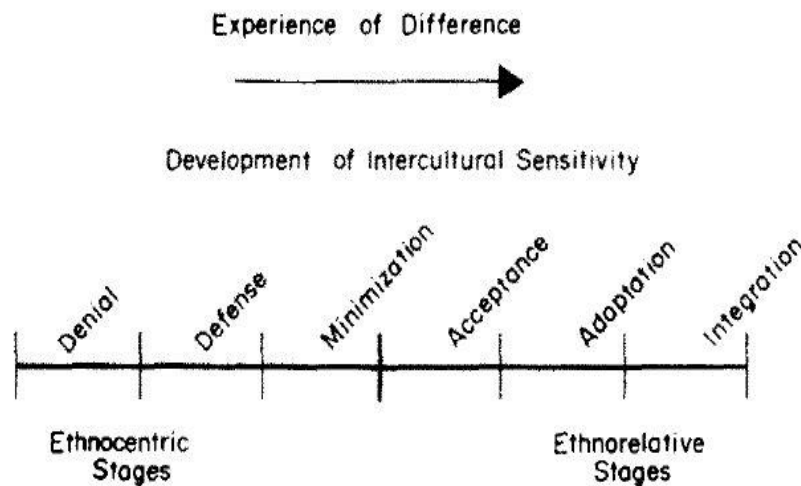 Experience of Difference
Development of Intercultural Sensitivity
Denial
Defense
Minimization
Acceptance
Adaptation
Integration
Ethnocentric
Stages
Ethnorelative
Stages